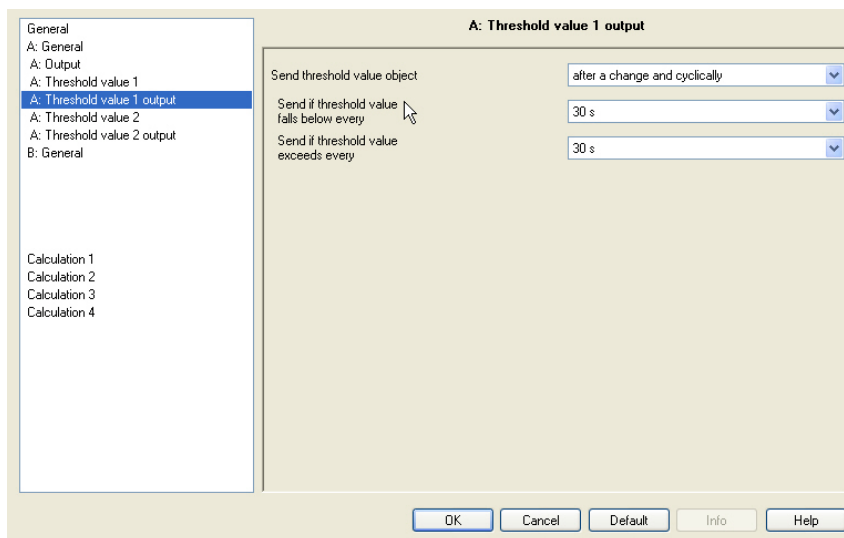 General
A: General
A: Output
A: Threshold value 1
A: Threshold value 1 output
A: Threshold value 2
A: Threshold value 2 output
B: General
Calculation 1
Calculation 2
Calculation 3
Calculation 4
A: Threshold value 1 output
Send threshold value object
after a change and cyclically
Send if threshold value
falls below every
30 s
Send if threshold value
exceeds every
30 s
OK
Cancel
Default
Info
Help